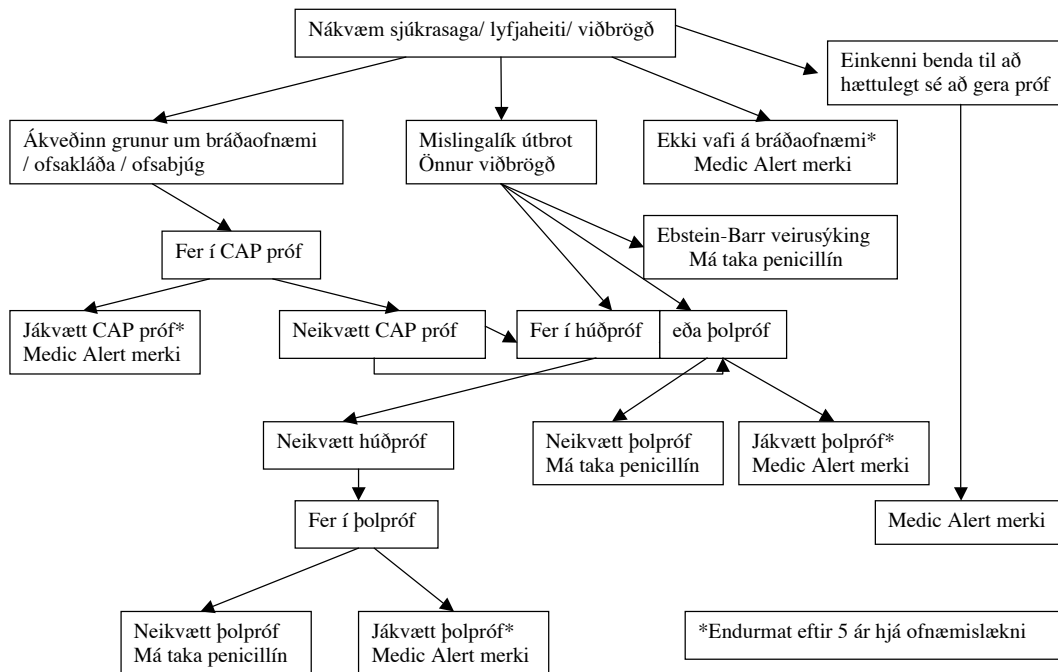 Nákvæm sjúkrasaga/ lyfjaheiti/ viðbrögð
Einkenni benda til að
hættulegt sé að gera próf
Ákveðinn grunur um bráðaofnæmi
/ ofsakláða / ofsabjúg
Mislingalík útbrot
Önnur viðbrögð
Ekki vafi á bráðaofnæmi*
Medic Alert merki
Ebstein-Barr veirusýking
Má taka penicillín
Fer í CAP próf
Jákvætt CAP próf*
Medic Alert merki
Neikvætt CAP próf
Fer í húðpróf
eða þolpróf
Neikvætt húðpróf
Neikvætt þolpróf
Má taka penicillín
Jákvætt þolpróf*
Medic Alert merki
Fer í þolpróf
Medic Alert merki
Neikvætt þolpróf
Má taka penicillín
Jákvætt þolpróf*
Medic Alert merki
*Endurmat eftir 5 ár hjá ofnæmislækni